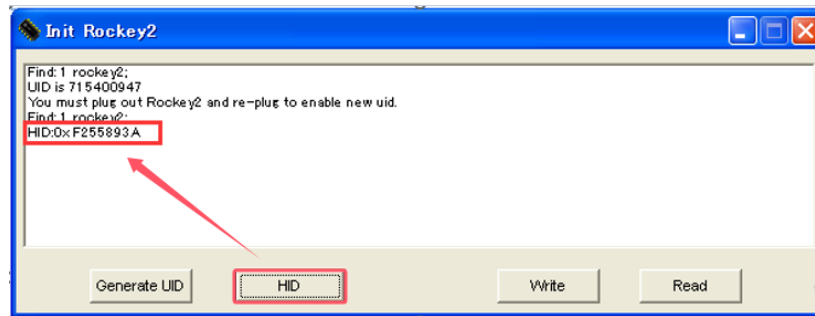 Init Rockey2
Find: 1 rockey2;
UID is 715400947
You must plug out Rockey2 and re-plug to enable new uid.
Find: 1 rockey2;
HID:0xF255893A
Generate UID HID Write Read